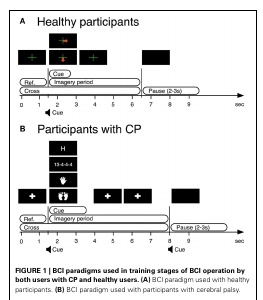 A Healthy participants
Cue
Ref. Imagery period
Cross Pause (2-3s)
0 1 2 3 4 5 6 7 8 9 sec
Cue
B Participants with CP
H
Cue
Ref. Imagery period
Cross Pause (2-3s)
0 1 2 3 4 5 6 7 8 9 10 sec
Cue Cue
FIGURE 1 | BCI paradigms used in training stages of BCI operation by
both users with CP and healthy users. (A) BCI paradigm used with healthy
participants. (B) BCI paradigm used with participants with cerebral palsy.